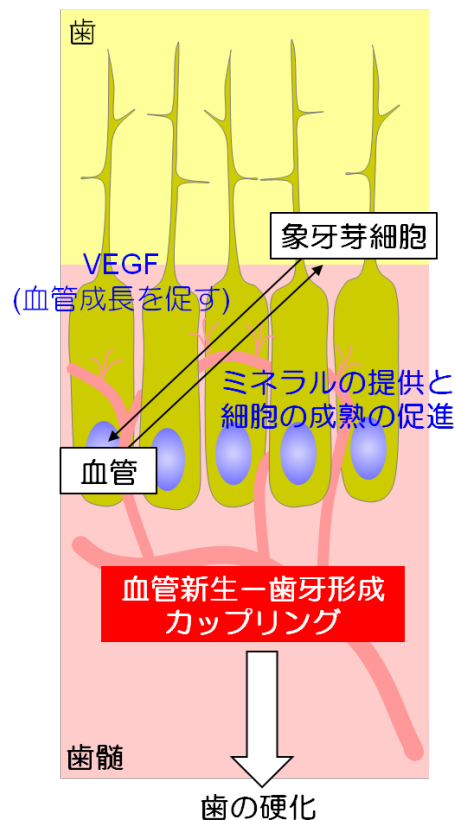 歯
象牙芽細胞
VEGF
(血管成長を促す)
ミネラルの提供と
細胞の成熟の促進
血管
血管新生ー歯牙形成
カップリング
歯髄
歯の硬化